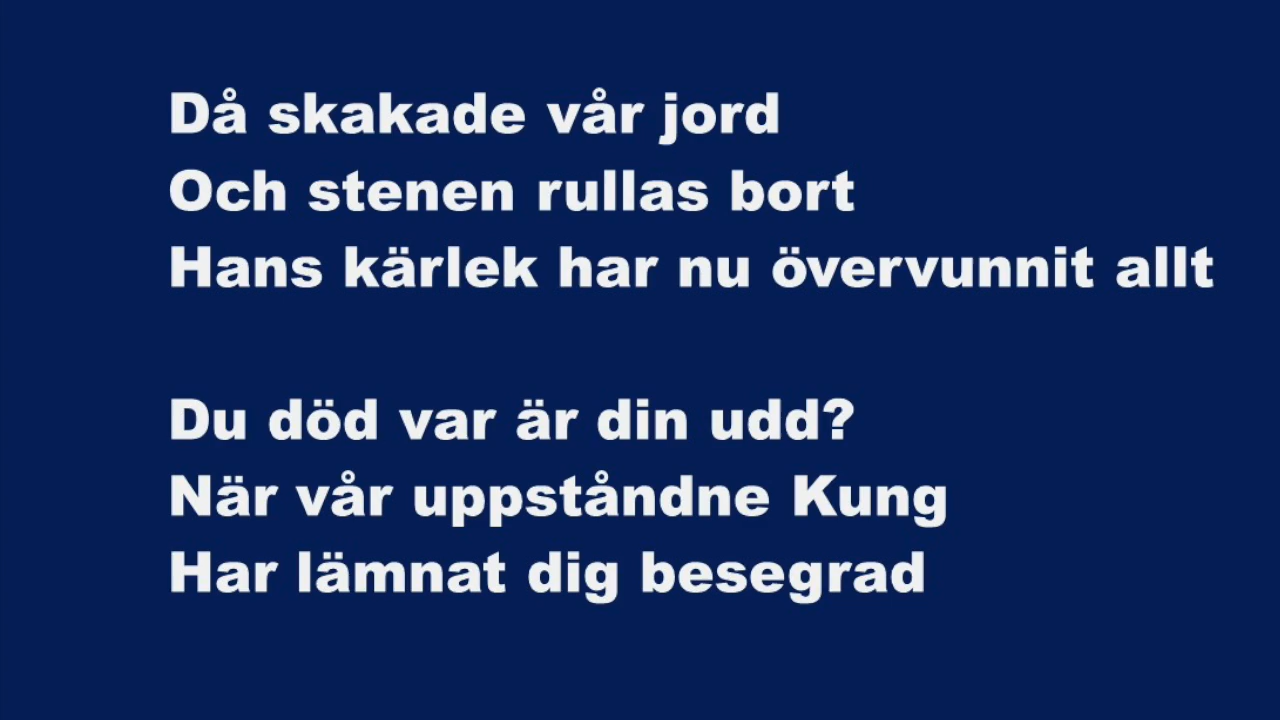 Då skakade vår jord
Och stenen rullas bort
Hans kärlek har nu övervunnit allt
Du död var är din udd?
När vår uppståndne Kung
Har lämnat dig besegrad